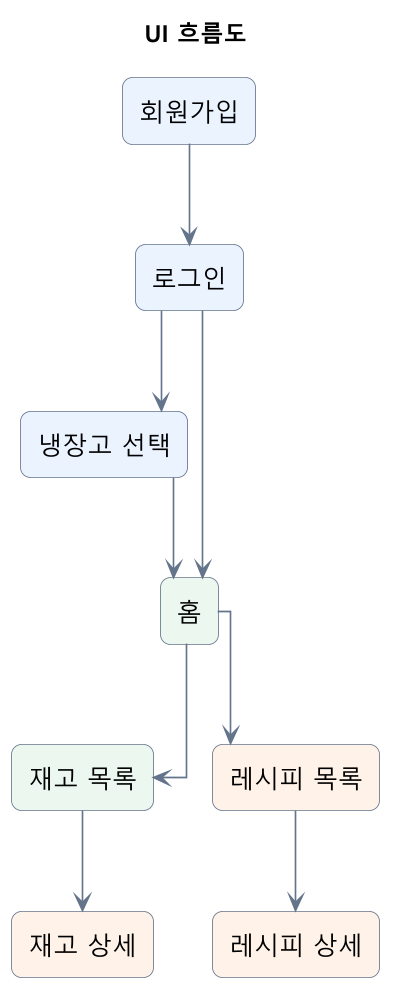 UI 흐름도
회원가입
로그인
냉장고 선택
홈
재고 목록
레시피 목록
재고 상세
레시피 상세